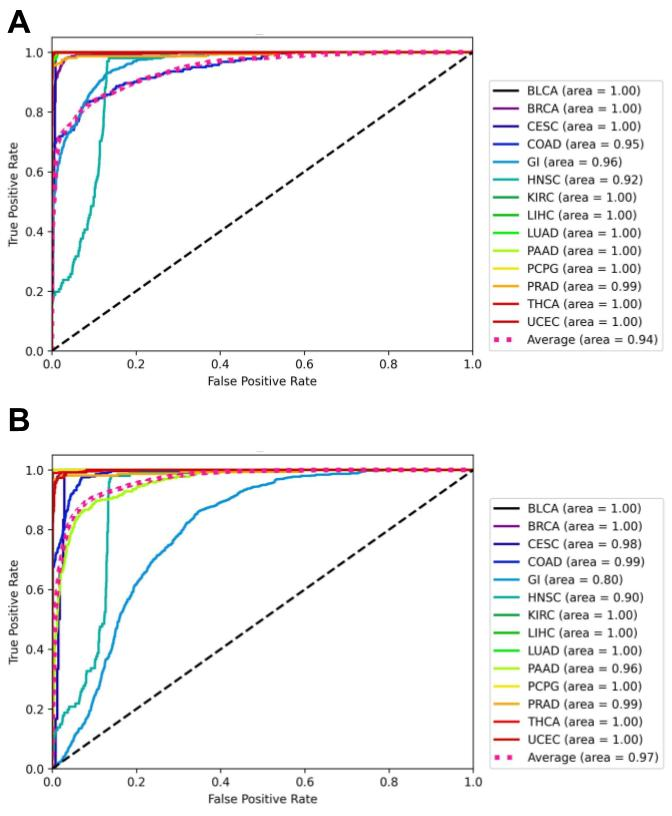 A
1.0
0.8
0.6
0.4
0.2
0.0
0.0 0.2 0.4 0.6 0.8 1.0
True Positive Rate
False Positive Rate
BLCA (area = 1.00)
BRCA (area = 1.00)
CESC (area = 1.00)
COAD (area = 0.95)
GI (area = 0.96)
HNSC (area = 0.92)
KIRC (area = 1.00)
LIHC (area = 1.00)
LUAD (area = 1.00)
PAAD (area = 1.00)
PCPG (area = 1.00)
PRAD (area = 0.99)
THCA (area = 1.00)
UCEC (area = 1.00)
Average (area = 0.94)
B
1.0
0.8
0.6
0.4
0.2
0.0
0.0 0.2 0.4 0.6 0.8 1.0
True Positive Rate
False Positive Rate
BLCA (area = 1.00)
BRCA (area = 1.00)
CESC (area = 0.98)
COAD (area = 0.99)
GI (area = 0.80)
HNSC (area = 0.90)
KIRC (area = 1.00)
LIHC (area = 1.00)
LUAD (area = 1.00)
PAAD (area = 0.96)
PCPG (area = 1.00)
PRAD (area = 0.99)
THCA (area = 1.00)
UCEC (area = 1.00)
Average (area = 0.97)